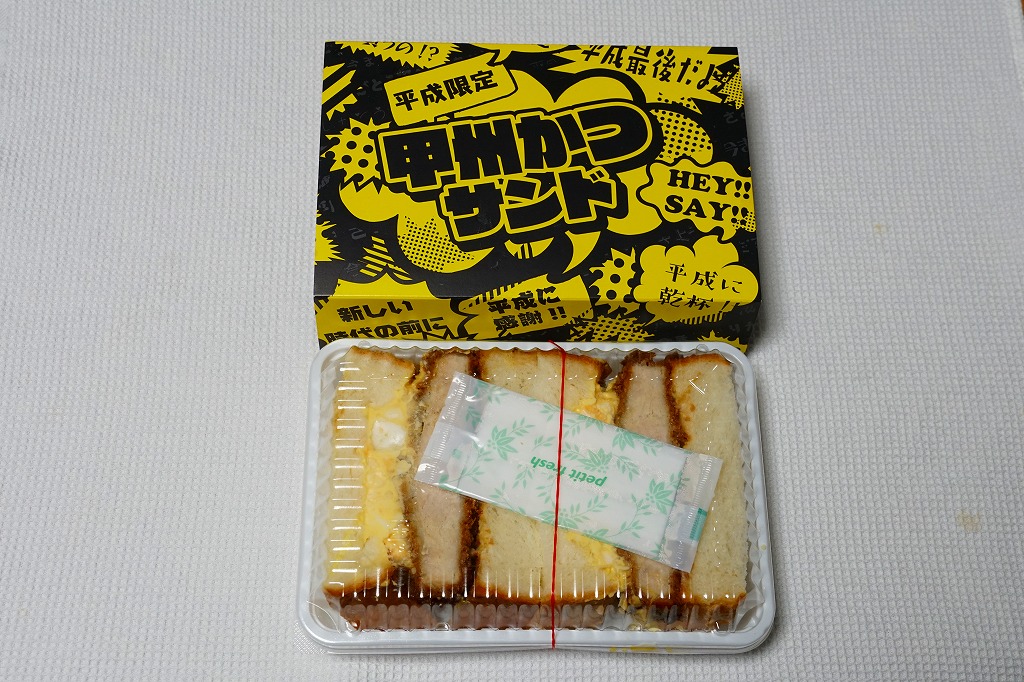 平成最後だよ
平成限定
甲州かつ
サンド
HEY!!
SAY!!
平成に
乾杯!!
新しい
時代の前に
平成に
感謝!!
petit fresh